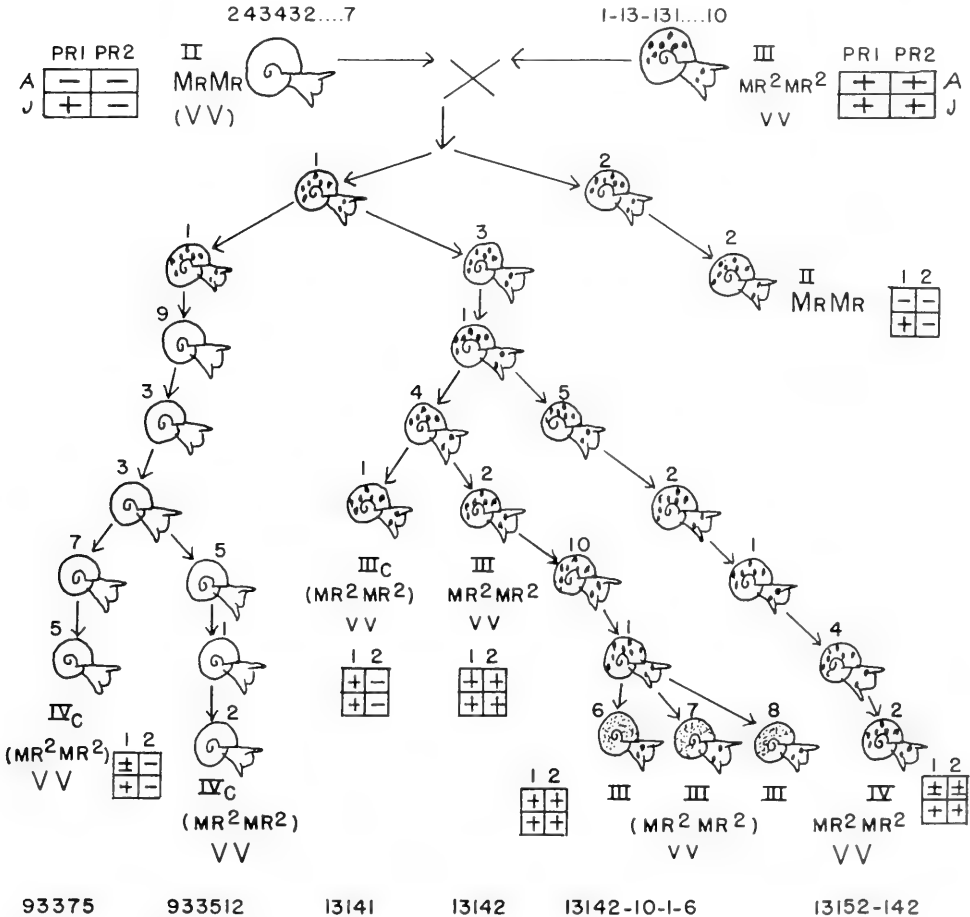 243432....7
1-13-131....10
PR1 PR2
A − −
J + −
II
MRMR
(VV)
III
MR²MR²
VV
PR1 PR2
+ + A
+ + J
1
2
1
3
2
II
MRMR
1 2
− −
+ −
9
1
3
4
5
3
1
2
2
7
5
IIIC
(MR²MR²)
VV
III
MR²MR²
VV
10
1
5
1
1 2
+ −
+ −
1 2
+ +
+ +
1
4
IVC
(MR²MR²)
VV
1 2
± −
+ −
2
IVC
(MR²MR²)
VV
6
7
8
2
1 2
+ +
+ +
III
III
III
(MR²MR²)
VV
IV
MR²MR²
VV
1 2
± ±
+ +
93375
933512
13141
13142
13142-10-1-6
13152-142